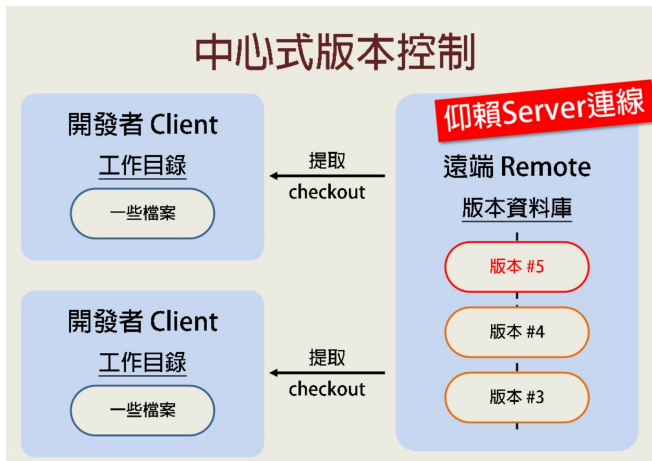 中心式版本控制
開發者 Client
工作目錄
一些檔案
提取
checkout
仰賴Server連線
遠端 Remote
版本資料庫
版本 #5
版本 #4
版本 #3
開發者 Client
工作目錄
一些檔案
提取
checkout